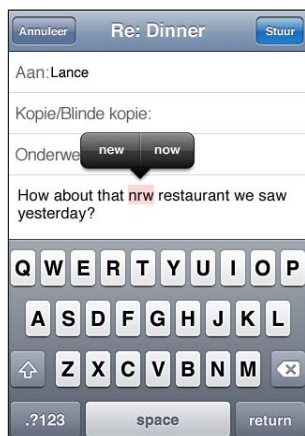 Annuleer Re: Dinner Stuur
Aan: Lance
Kopie/Blinde kopie:
Onderwe new now
How about that nrw restaurant we saw
yesterday?
Q W E R T Y U I O P
A S D F G H J K L
Z X C V B N M
.?123 space return